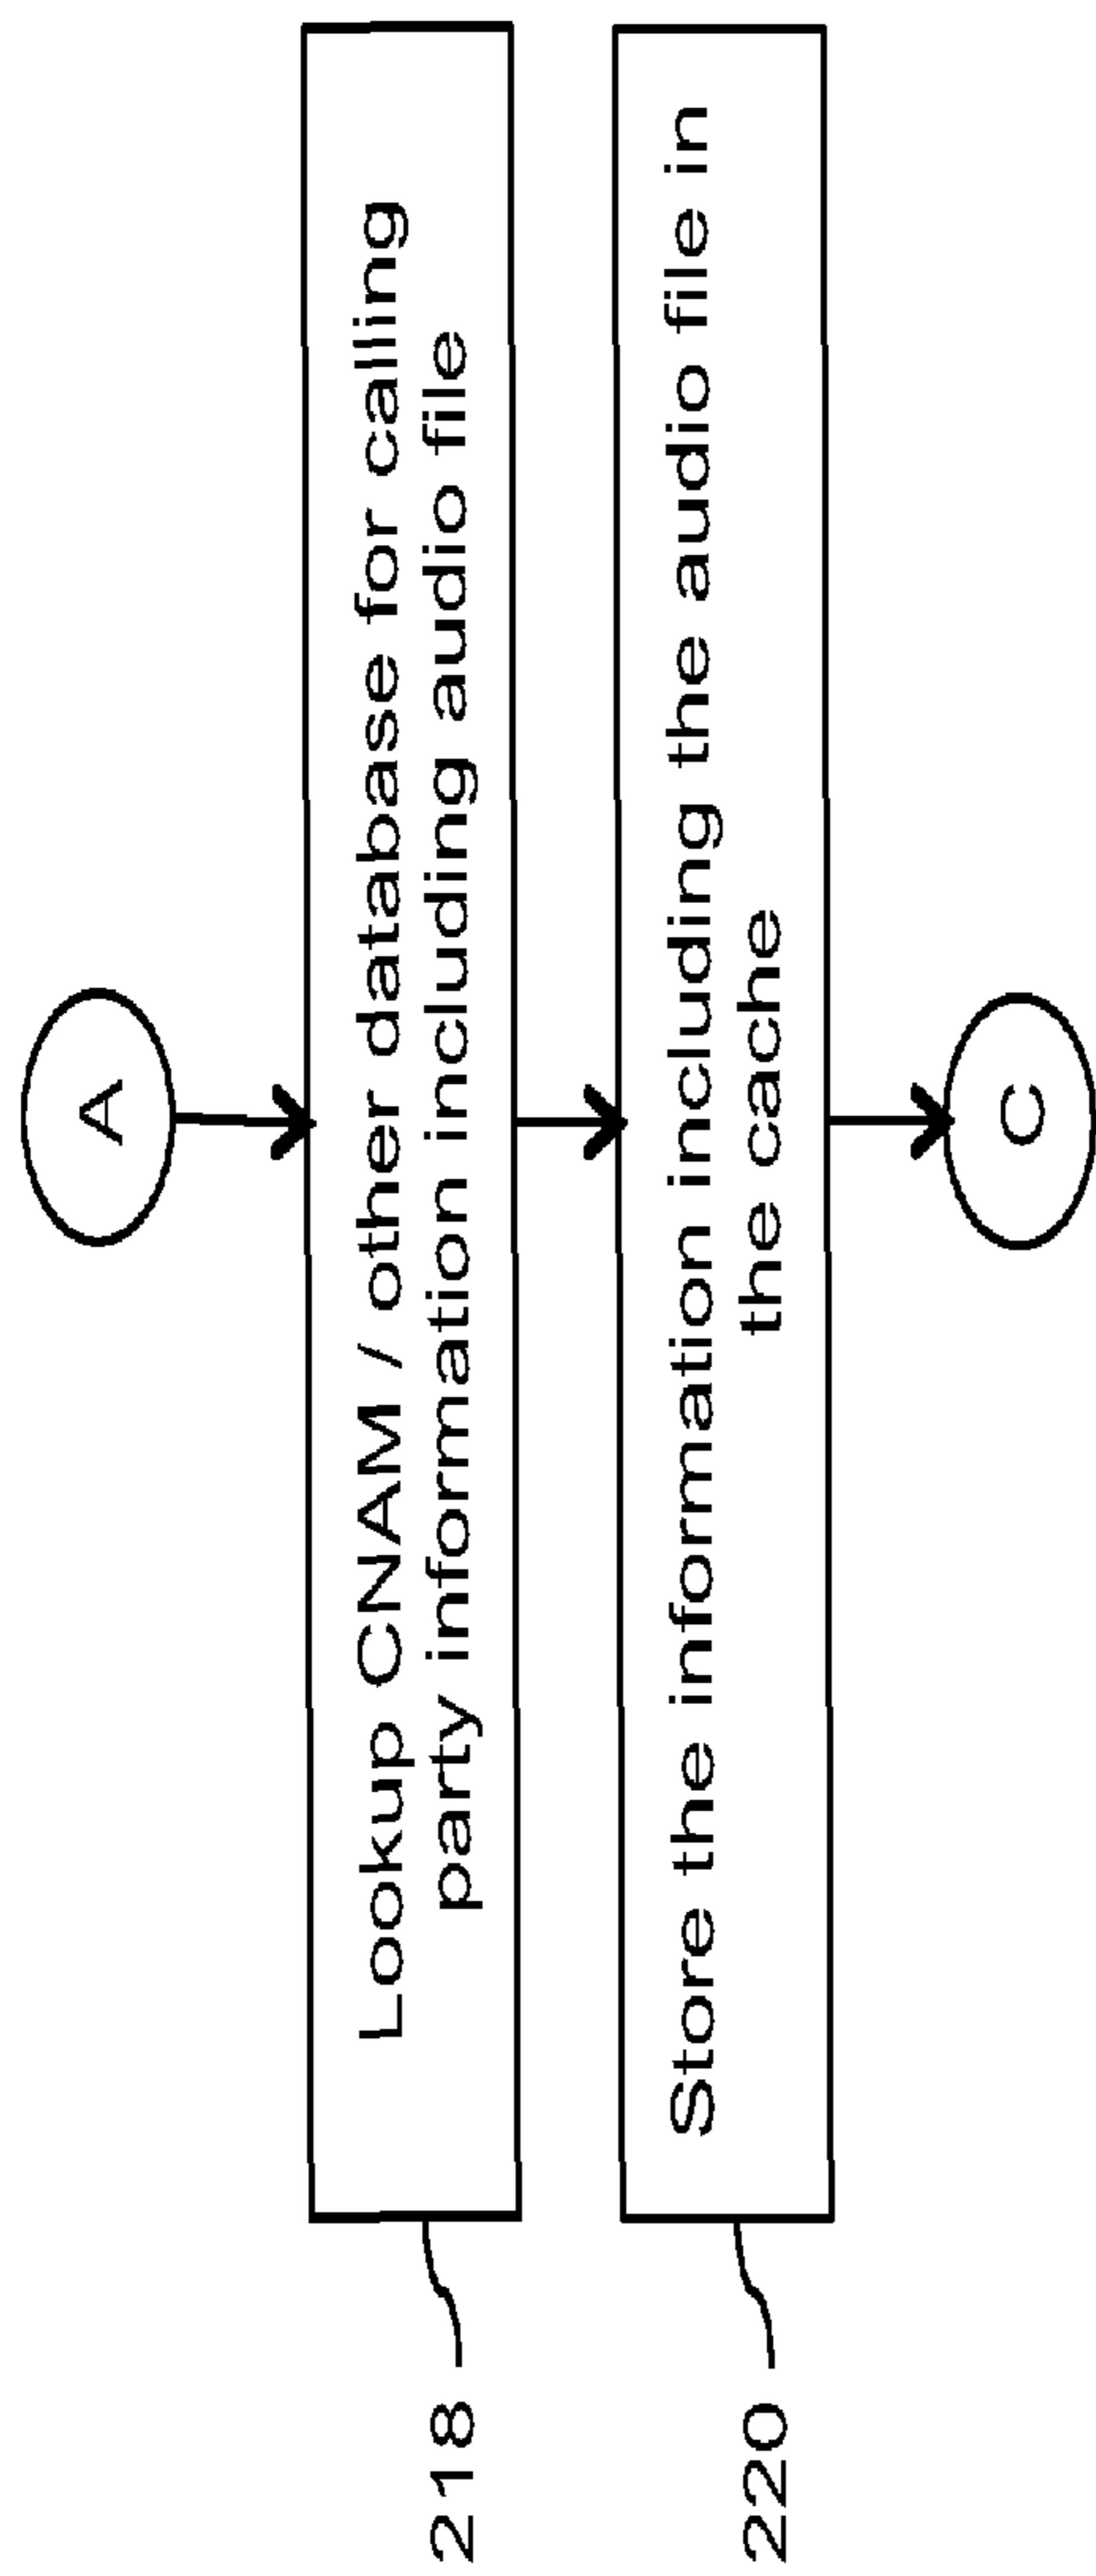 A
218
Lookup CNAM / other database for calling
party information including audio file
220
Store the information including the audio file in
the cache
C